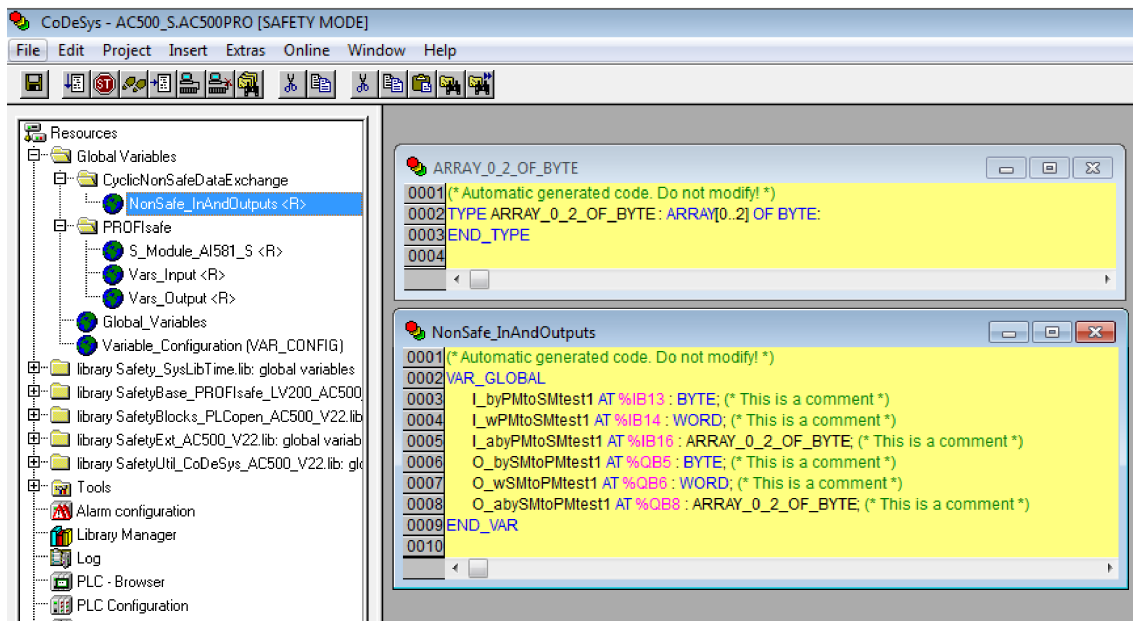 CoDeSys - AC500_S.AC500PRO [SAFETY MODE]
File Edit Project Insert Extras Online Window Help
ST
Resources
Global Variables
CyclicNonSafeDataExchange
NonSafe_InAndOutputs <R>
PROFIsafe
S_Module_AI581_S <R>
Vars_Input <R>
Vars_Output <R>
Global_Variables
Variable_Configuration (VAR_CONFIG)
library Safety_SysLibTime.lib: global variables
library SafetyBase_PROFIsafe_LV200_AC500_
library SafetyBlocks_PLCopen_AC500_V22.lib
library SafetyExt_AC500_V22.lib: global variab
library SafetyUtil_CoDeSys_AC500_V22.lib: glo
Tools
Alarm configuration
Library Manager
Log
PLC - Browser
PLC Configuration
ARRAY_0_2_OF_BYTE
0001 (* Automatic generated code. Do not modify! *)
0002 TYPE ARRAY_0_2_OF_BYTE : ARRAY[0..2] OF BYTE;
0003 END_TYPE
0004
NonSafe_InAndOutputs
0001 (* Automatic generated code. Do not modify! *)
0002 VAR_GLOBAL
0003 I_byPMtoSMtest1 AT %IB13 : BYTE; (* This is a comment *)
0004 I_wPMtoSMtest1 AT %IB14 : WORD; (* This is a comment *)
0005 I_abyPMtoSMtest1 AT %IB16 : ARRAY_0_2_OF_BYTE; (* This is a comment *)
0006 O_bySMtoPMtest1 AT %QB5 : BYTE; (* This is a comment *)
0007 O_wSMtoPMtest1 AT %QB6 : WORD; (* This is a comment *)
0008 O_abySMtoPMtest1 AT %QB8 : ARRAY_0_2_OF_BYTE; (* This is a comment *)
0009 END_VAR
0010